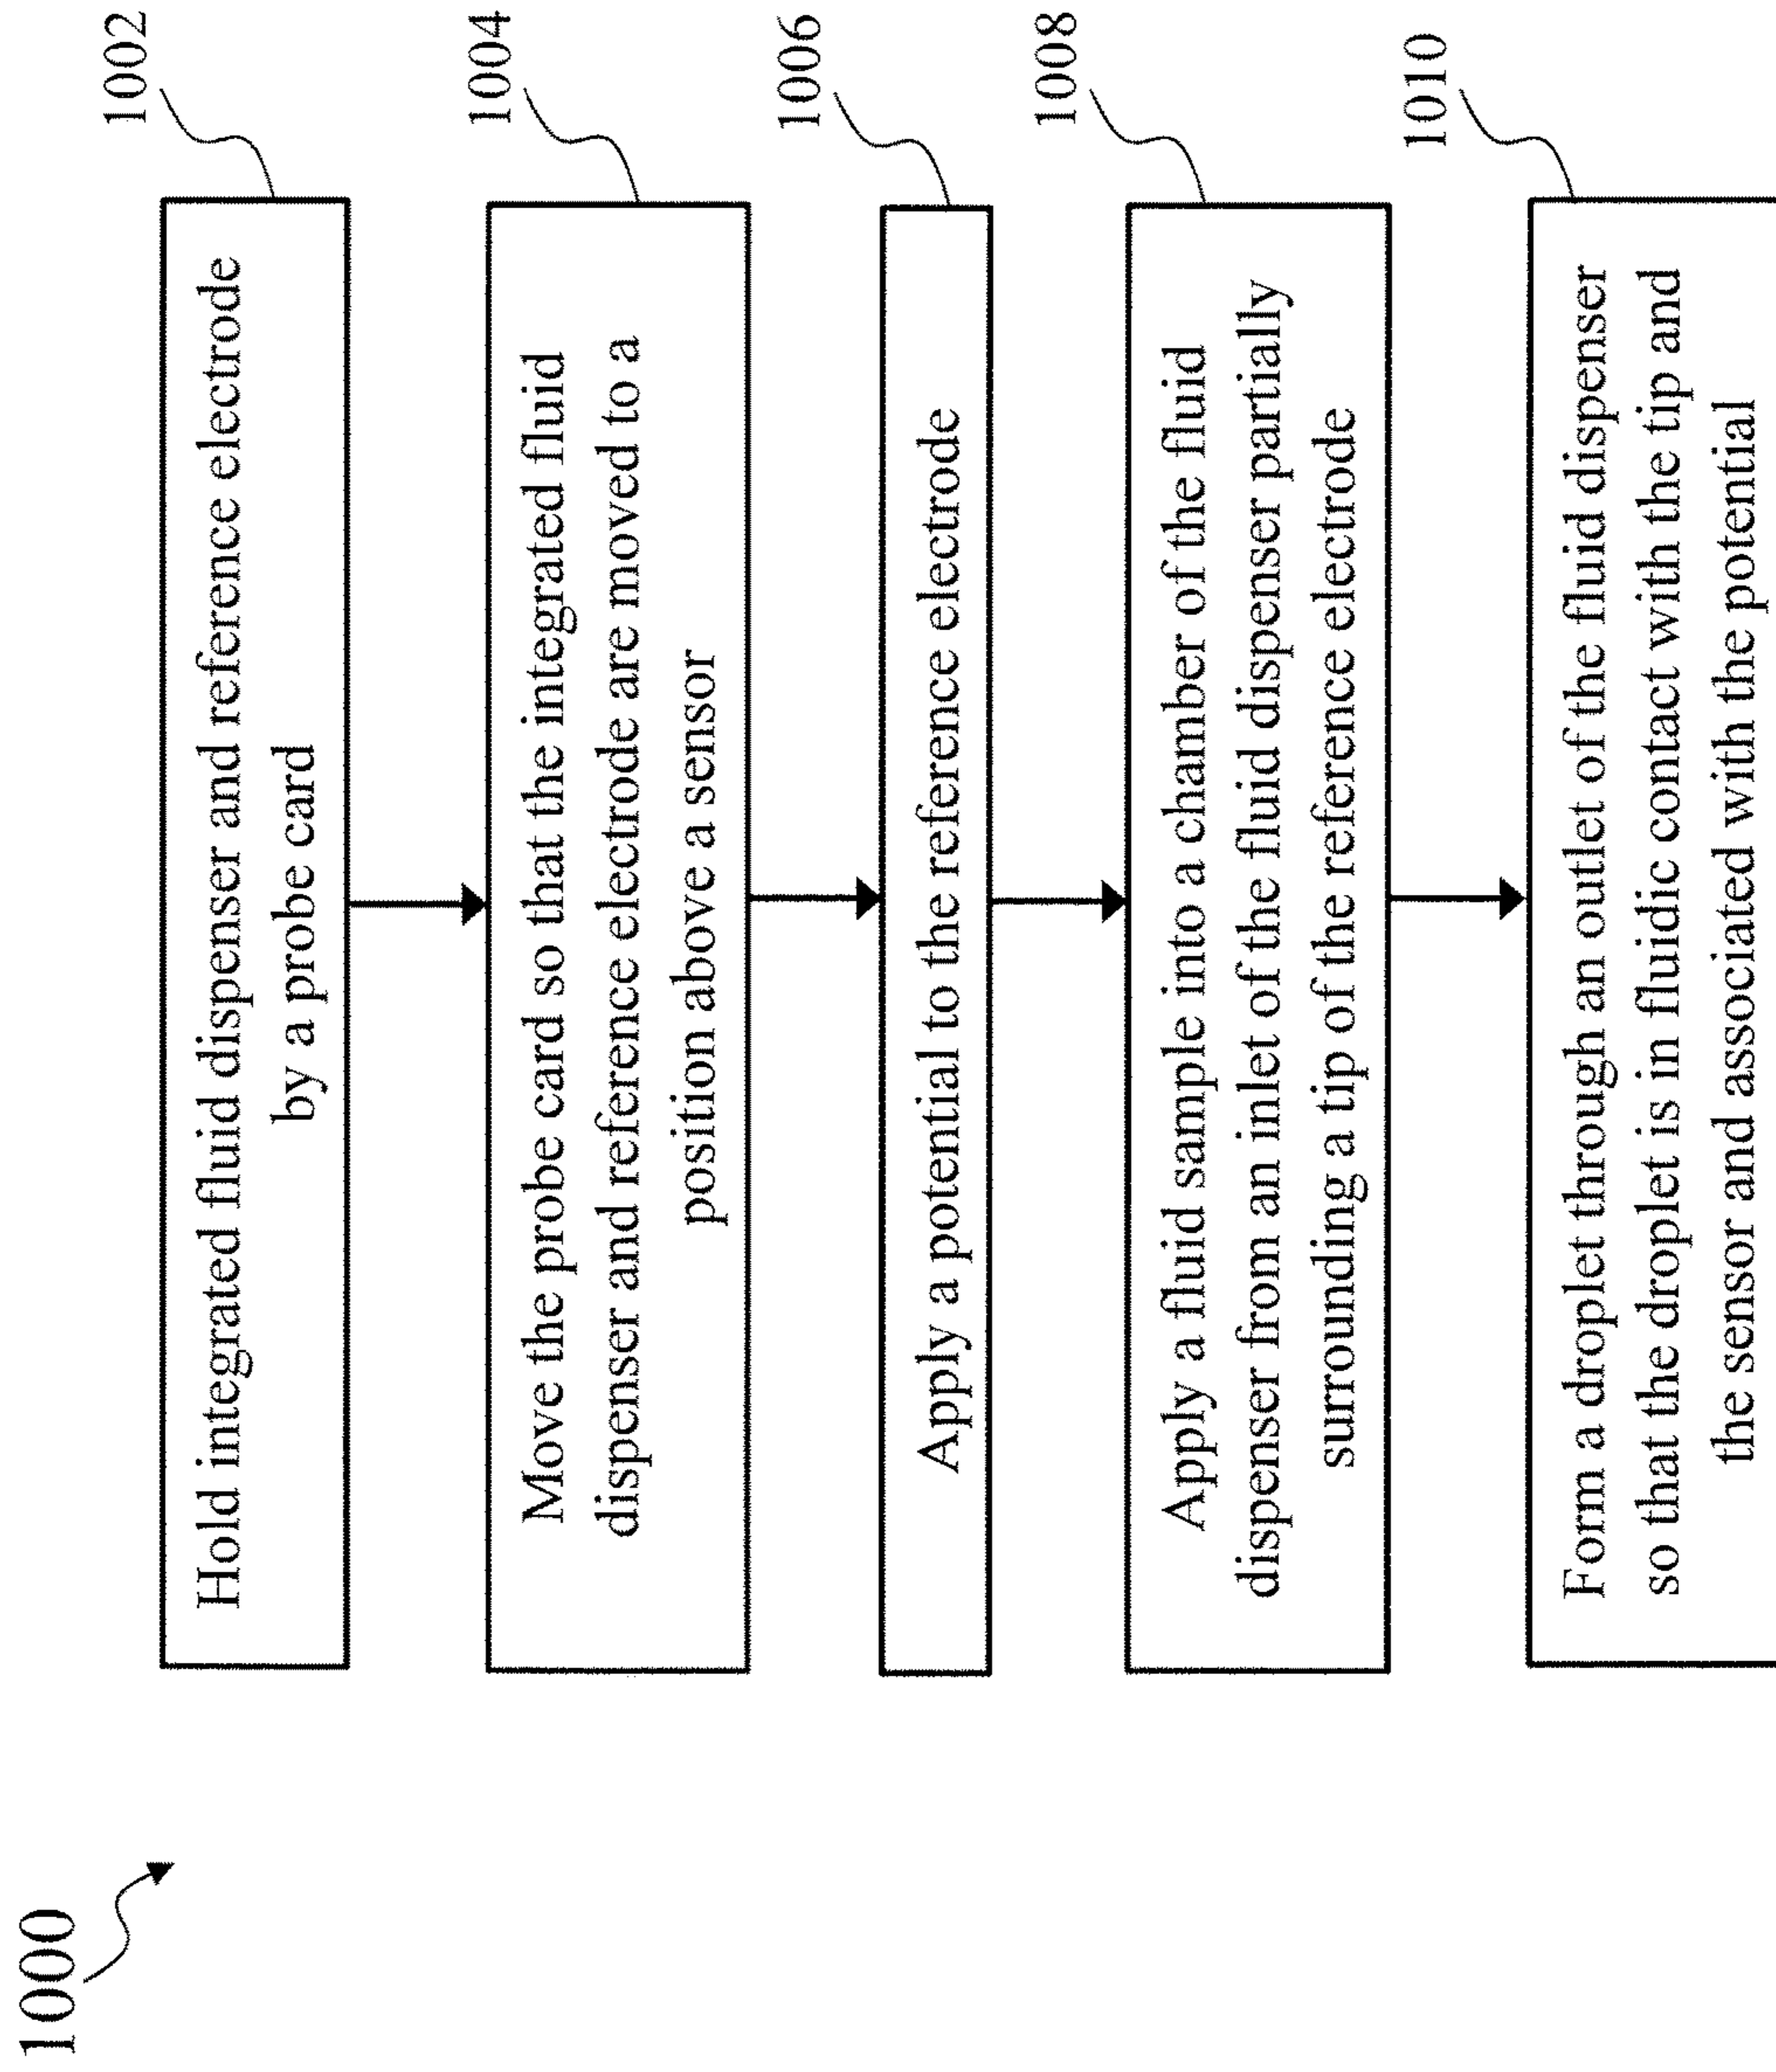 1000
1002
Hold integrated fluid dispenser and reference electrode
by a probe card
1004
Move the probe card so that the integrated fluid
dispenser and reference electrode are moved to a
position above a sensor
1006
Apply a potential to the reference electrode
1008
Apply a fluid sample into a chamber of the fluid
dispenser from an inlet of the fluid dispenser partially
surrounding a tip of the reference electrode
1010
Form a droplet through an outlet of the fluid dispenser
so that the droplet is in fluidic contact with the tip and
the sensor and associated with the potential